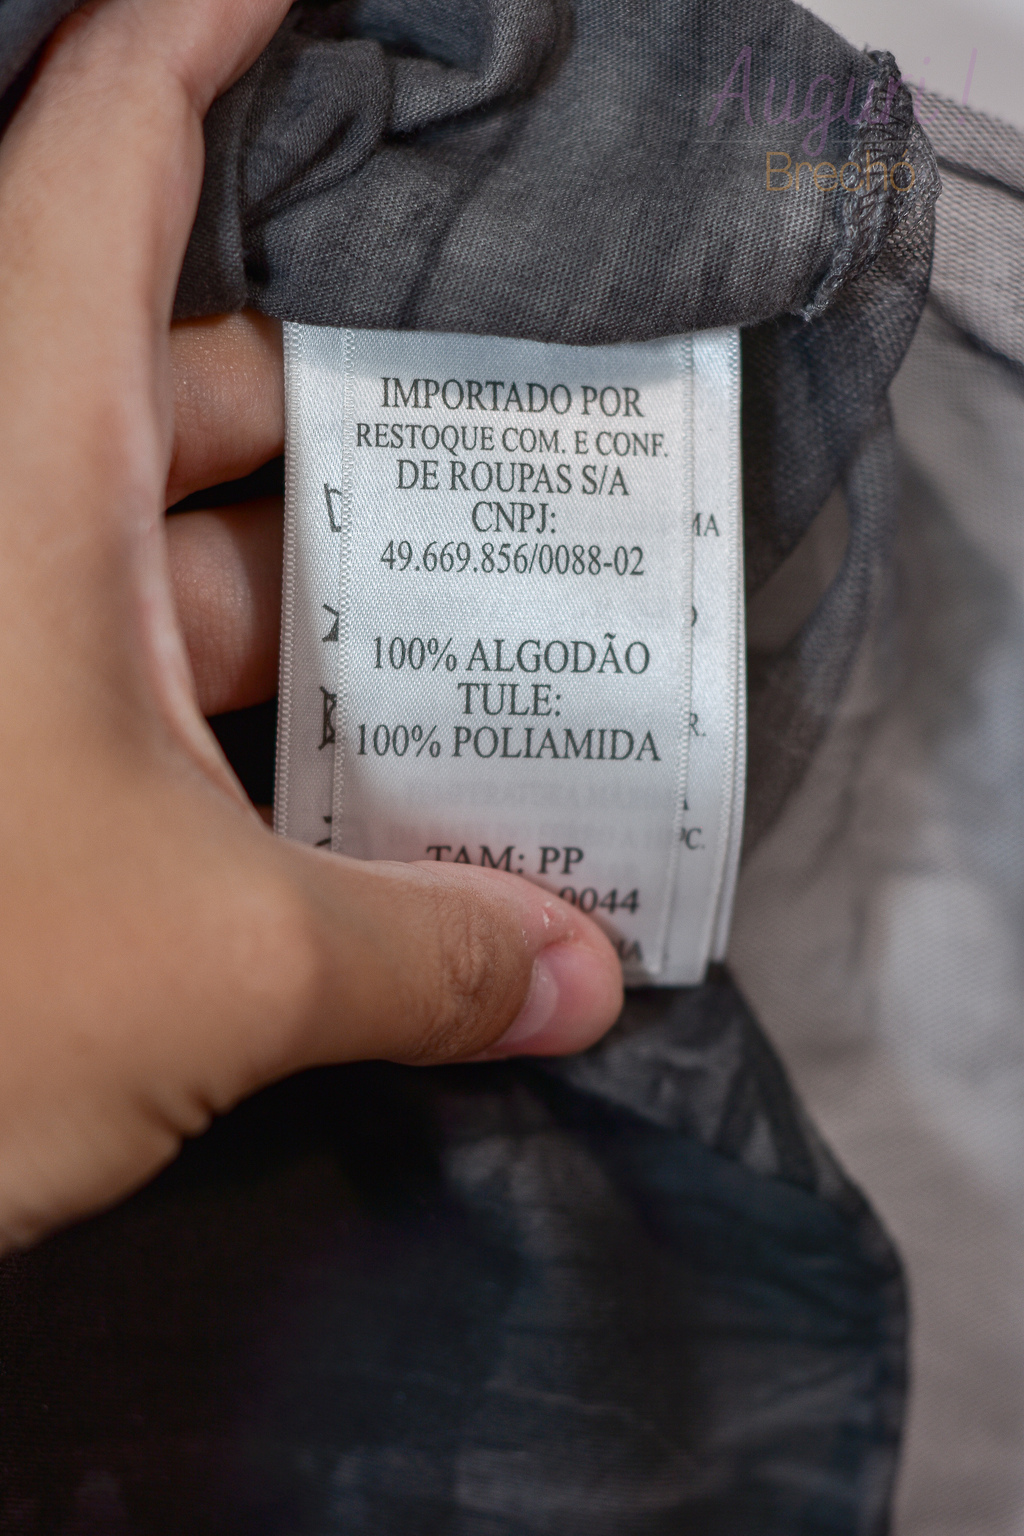 Auguri!
Brechó
IMPORTADO POR
RESTOQUE COM. E CONF.
DE ROUPAS S/A
CNPJ:
49.669.856/0088-02
100% ALGODÃO
TULE:
100% POLIAMIDA
TAM: PP
0044